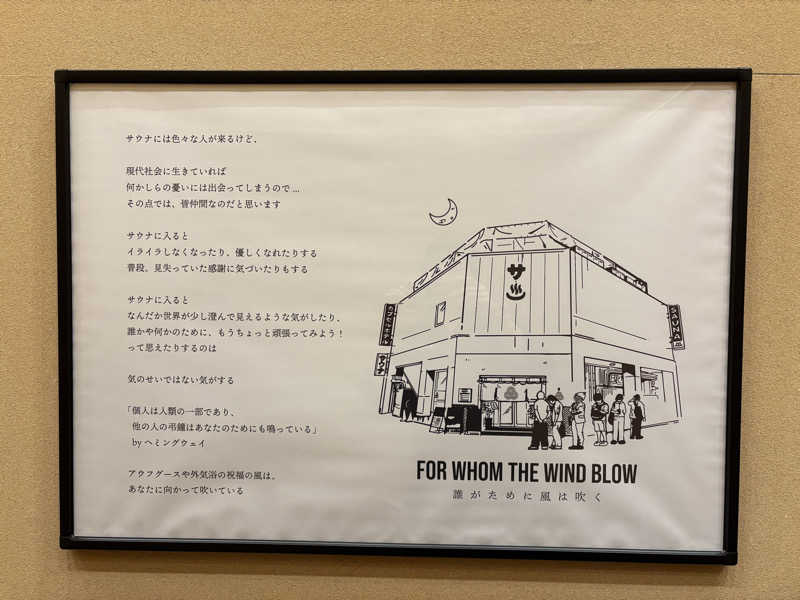 サウナには色々な人が来るけど、
現代社会に生きていれば
何かしらの憂いには出会ってしまうので...
その点では、皆仲間なのだと思います
サウナに入ると
イライラしなくなったり、優しくなれたりする
普段、見失っていた感謝に気づいたりもする
サウナに入ると
なんだか世界が少し澄んで見えるような気がしたり、
誰かや何かのために、もうちょっと頑張ってみよう！
って思えたりするのは
気のせいではない気がする
「個人は人類の一部であり、
他の人の弔鐘はあなたのためにも鳴っている」
byヘミングウェイ
アウフグースや外気浴の祝福の風は、
あなたに向かって吹いている
サ
カプセルホテル
サウナ
SAUNA
FOR WHOM THE WIND BLOW
誰がために風は吹く